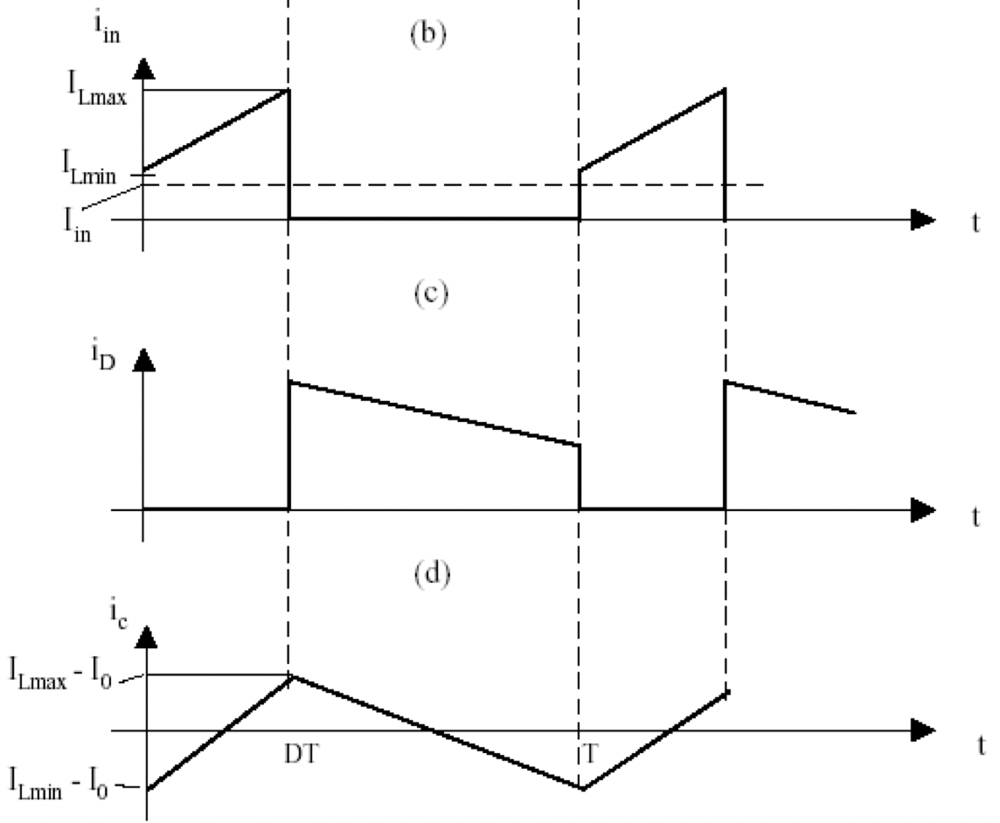 i_in
(b)
I_Lmax
I_Lmin
I_in
t
(c)
i_D
t
(d)
i_c
I_Lmax - I_0
DT
T
t
I_Lmin - I_0